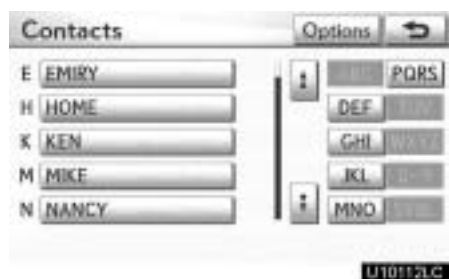 Contacts Options
E EMIRY PQRS
H HOME DEF
K KEN GHI
M MIKE JKL
N NANCY MNO
U10112LC